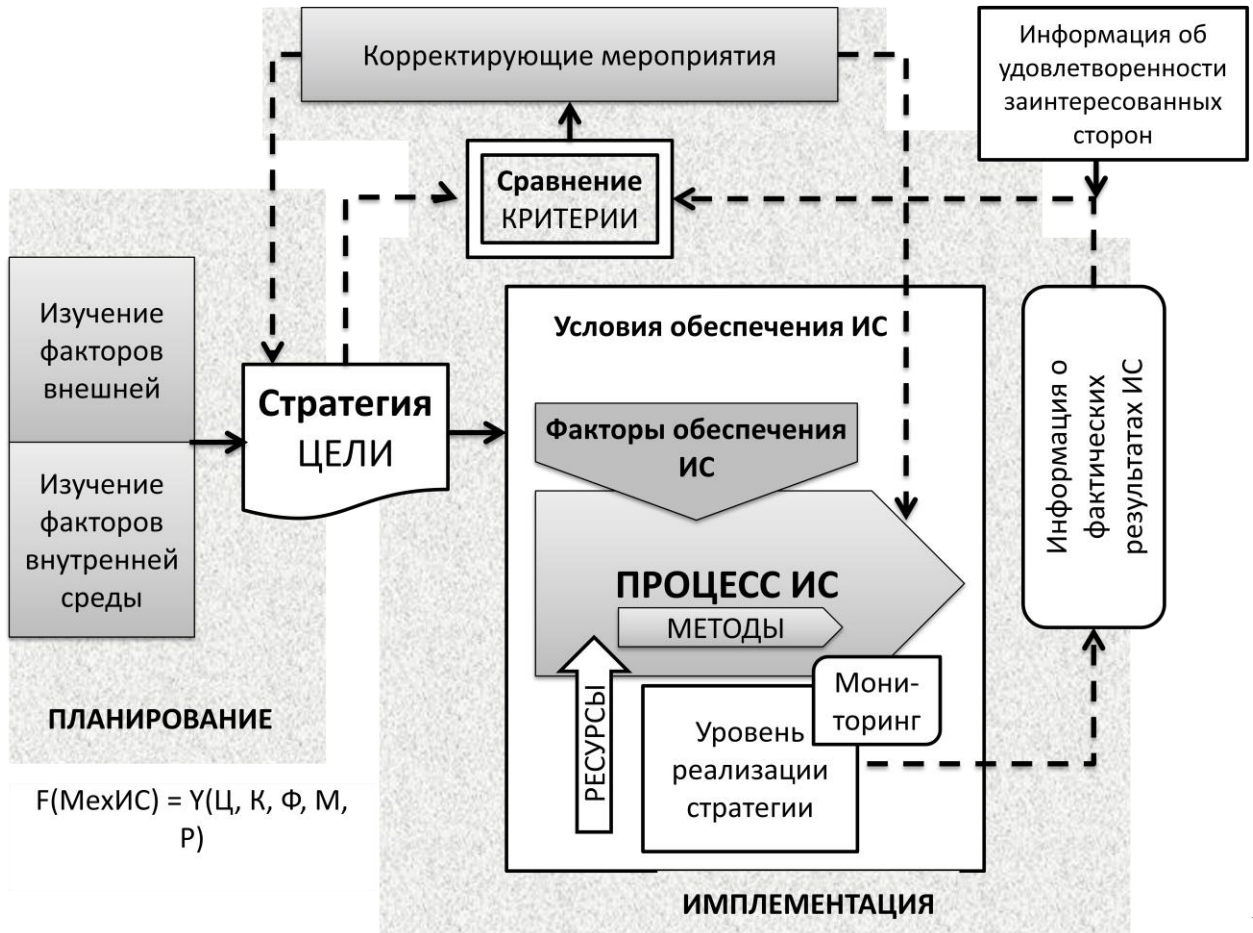 Корректирующие мероприятия
Информация об
удовлетворенности
заинтересованных
сторон
Сравнение
КРИТЕРИИ
Изучение
факторов
внешней
Изучение
факторов
внутренней
среды
Стратегия
ЦЕЛИ
Условия обеспечения ИС
Факторы обеспечения
ИС
ПРОЦЕСС ИС
МЕТОДЫ
РЕСУРСЫ
Мони-
торинг
Уровень
реализации
стратегии
Информация о
фактических
результатах ИС
ПЛАНИРОВАНИЕ
F(МехИС) = Y(Ц, К, Ф, М,
Р)
ИМПЛЕМЕНТАЦИЯ